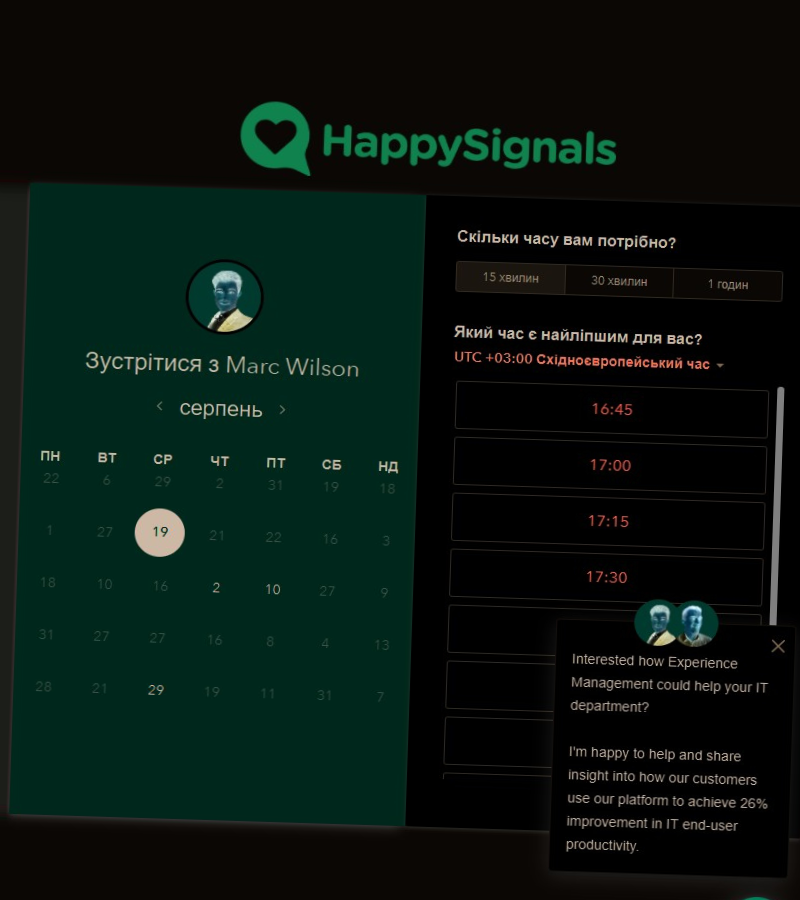 HappySignals
Зустрітися з Marc Wilson
серпень
ПН ВТ СР ЧТ ПТ СБ НД
22 6 29 2 31 19 18
1 27 19 21 22 16 3
18 10 16 2 10 27 9
31 27 27 16 8 4 13
28 21 29 19 11 31 7
Скільки часу вам потрібно?
15 хвилин 30 хвилин 1 годин
Який час є найліпшим для вас?
UTC +03:00 Східноєвропейський час
16:45
17:00
17:15
17:30
Interested how Experience
Management could help your IT
department?
I'm happy to help and share
insight into how our customers
use our platform to achieve 26%
improvement in IT end-user
productivity.